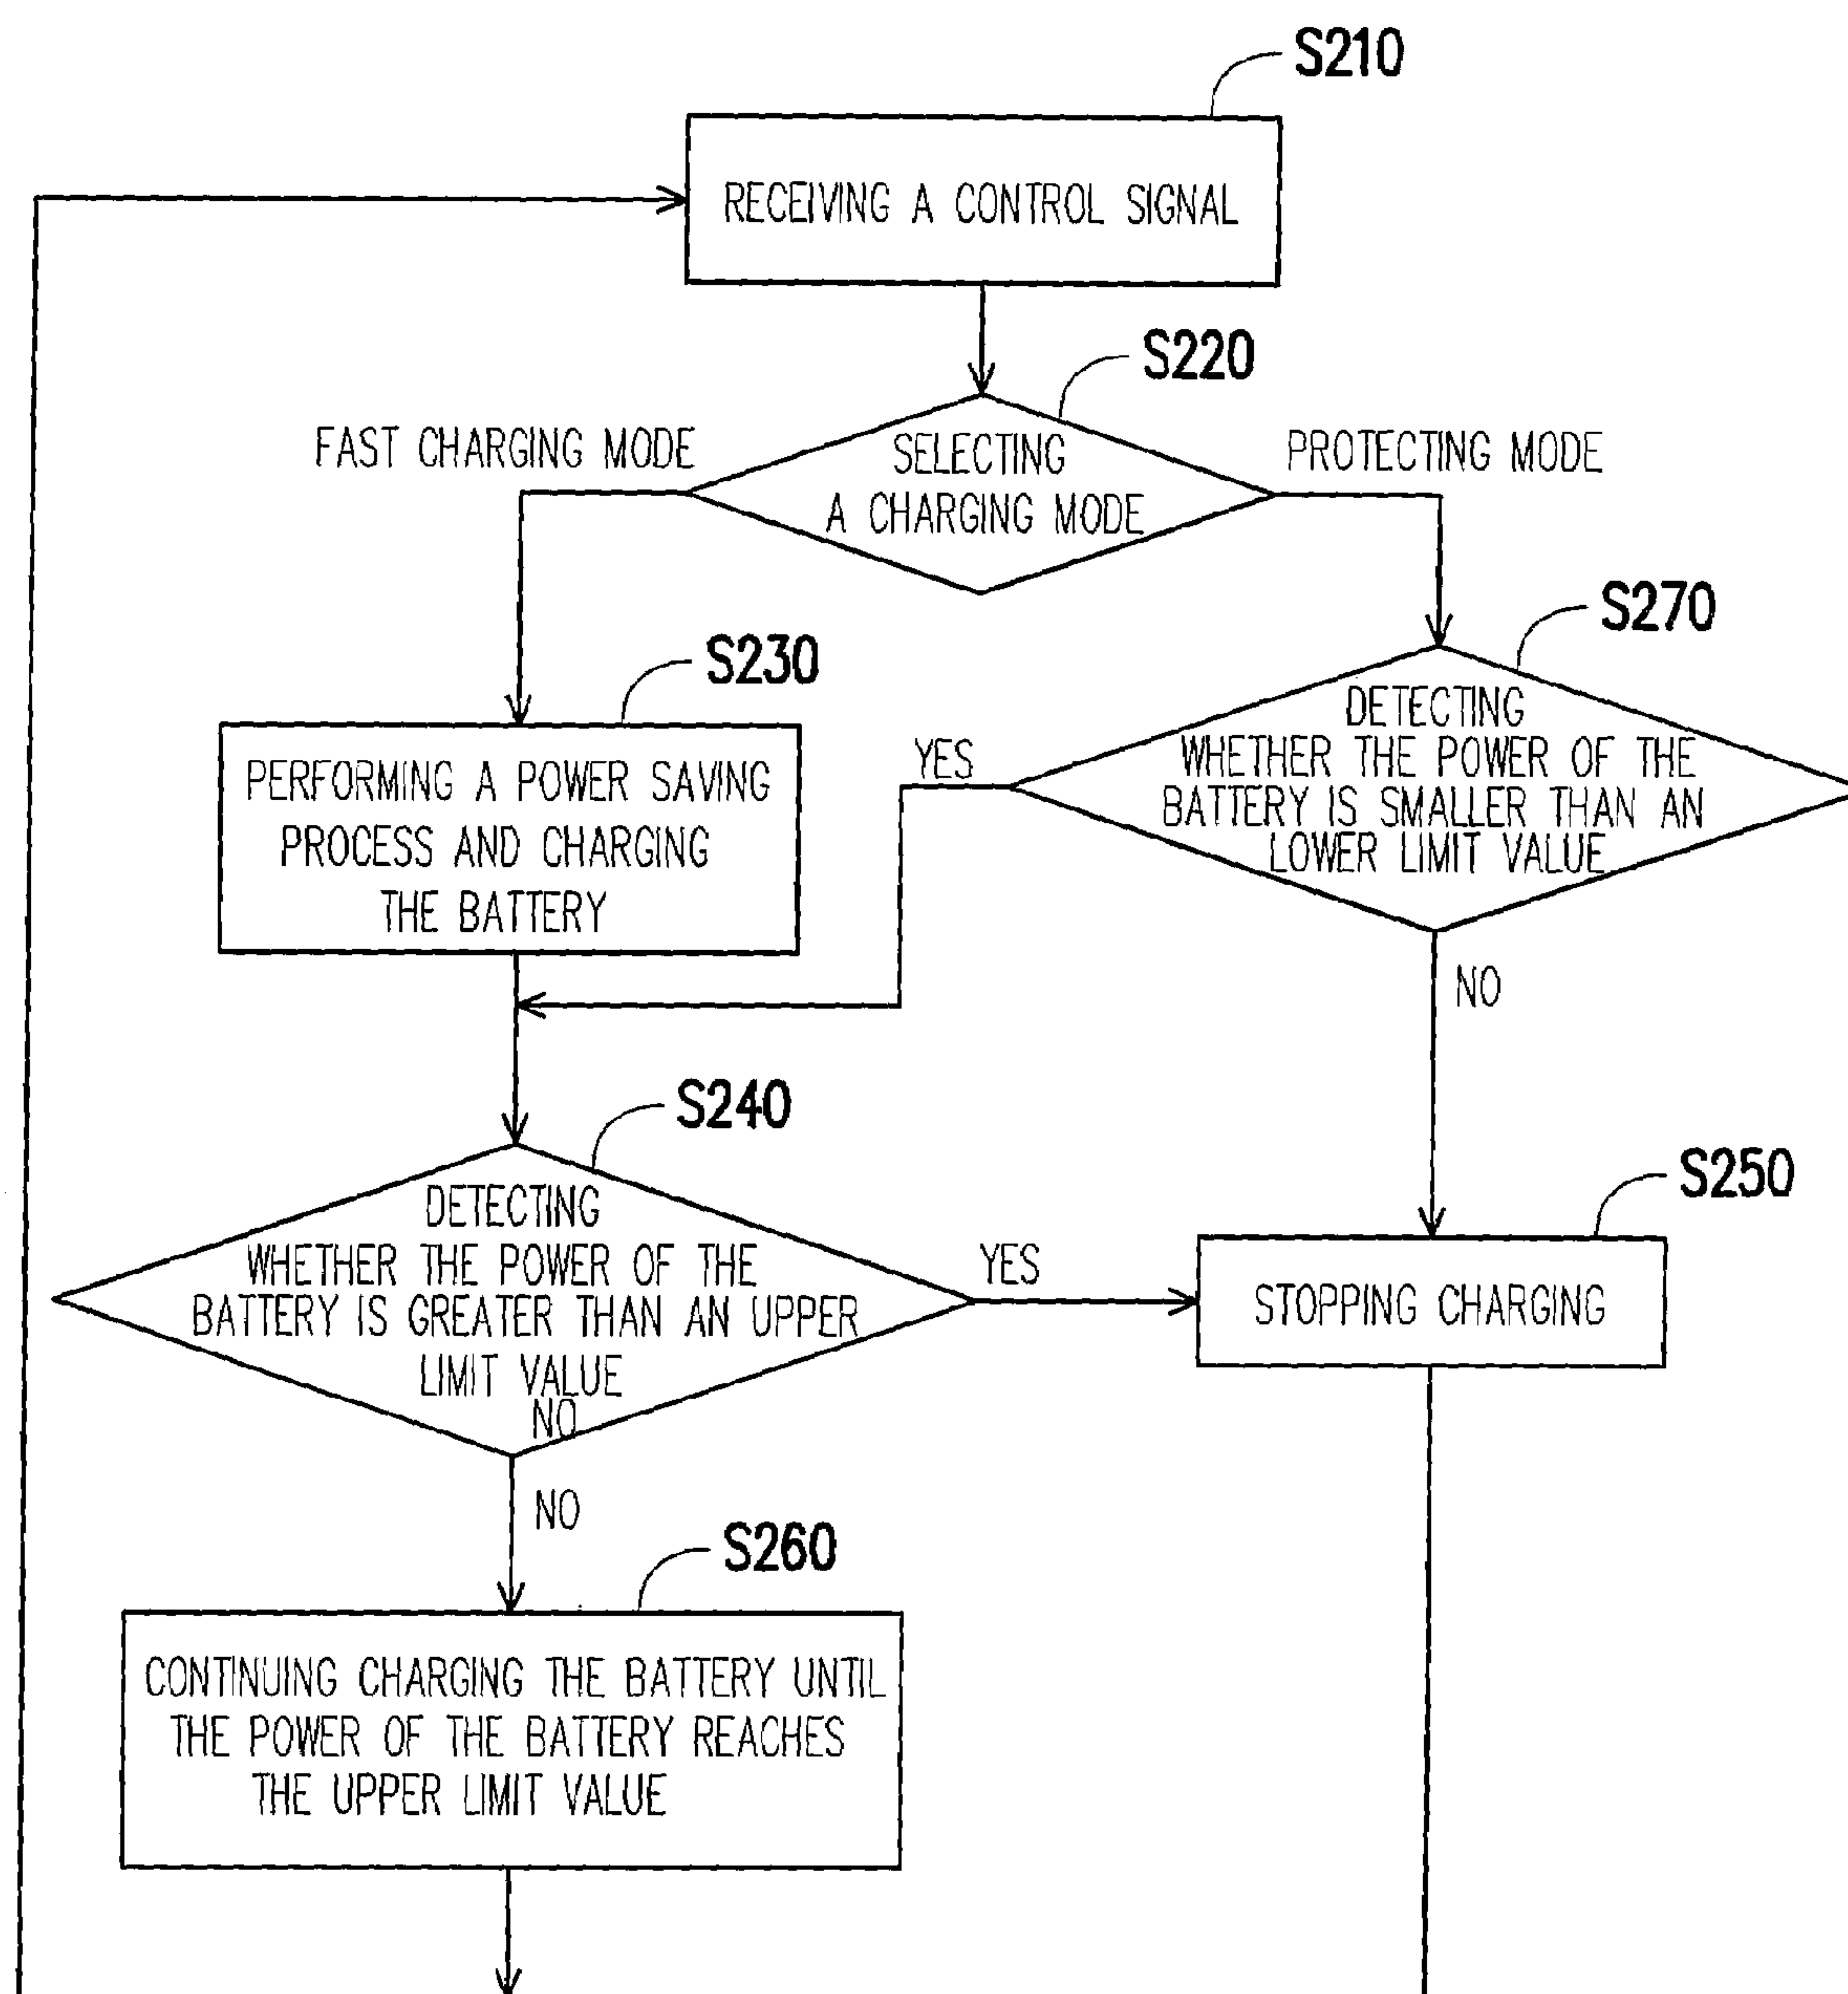 S210
RECEIVING A CONTROL SIGNAL
S220
FAST CHARGING MODE
SELECTING
A CHARGING MODE
PROTECTING MODE
S230
PERFORMING A POWER SAVING
PROCESS AND CHARGING
THE BATTERY
S270
DETECTING
WHETHER THE POWER OF THE
BATTERY IS SMALLER THAN AN
LOWER LIMIT VALUE
YES
NO
S240
DETECTING
WHETHER THE POWER OF THE
BATTERY IS GREATER THAN AN UPPER
LIMIT VALUE
NO
YES
S250
STOPPING CHARGING
NO
S260
CONTINUING CHARGING THE BATTERY UNTIL
THE POWER OF THE BATTERY REACHES
THE UPPER LIMIT VALUE